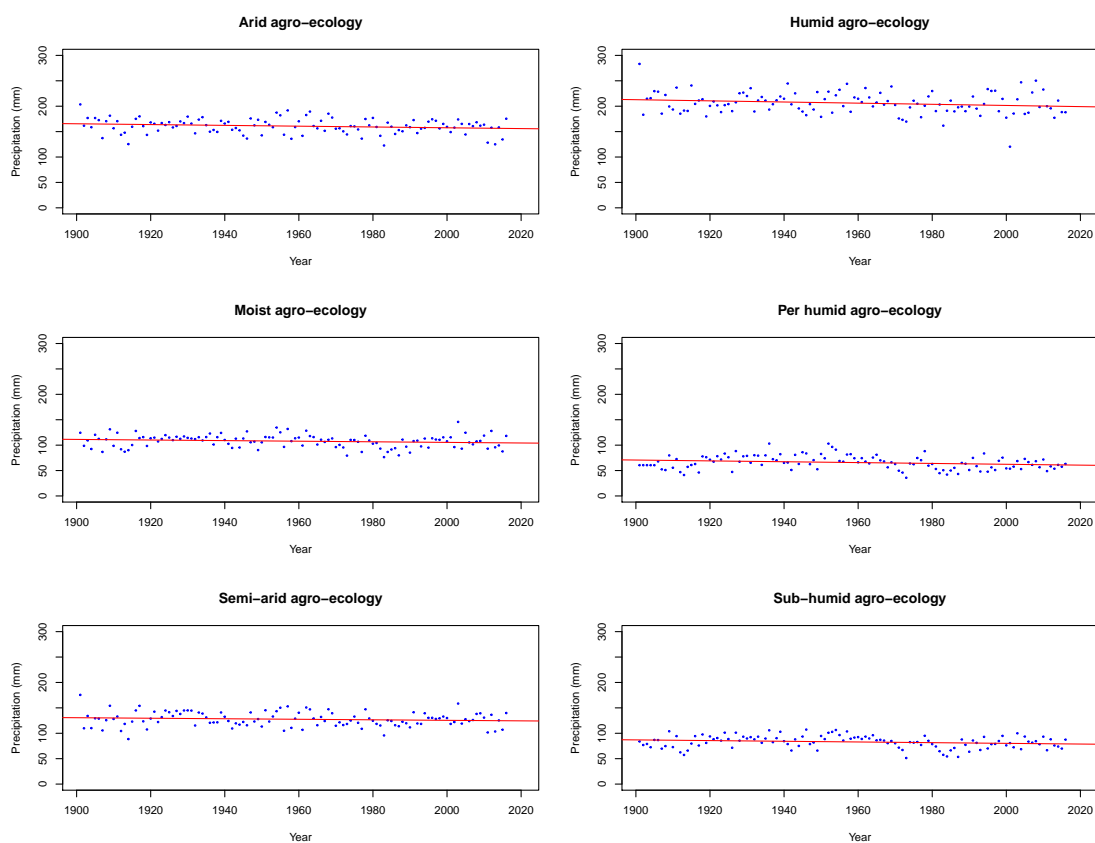 Arid agro-ecology
Precipitation (mm)
0 50 100 150 200 300
1900 1920 1940 1960 1980 2000 2020
Year
Humid agro-ecology
Precipitation (mm)
0 50 100 150 200 300
1900 1920 1940 1960 1980 2000 2020
Year
Moist agro-ecology
Precipitation (mm)
0 50 100 150 200 300
1900 1920 1940 1960 1980 2000 2020
Year
Per humid agro-ecology
Precipitation (mm)
0 50 100 150 200 300
1900 1920 1940 1960 1980 2000 2020
Year
Semi-arid agro-ecology
Precipitation (mm)
0 50 100 150 200 300
1900 1920 1940 1960 1980 2000 2020
Year
Sub-humid agro-ecology
Precipitation (mm)
0 50 100 150 200 300
1900 1920 1940 1960 1980 2000 2020
Year